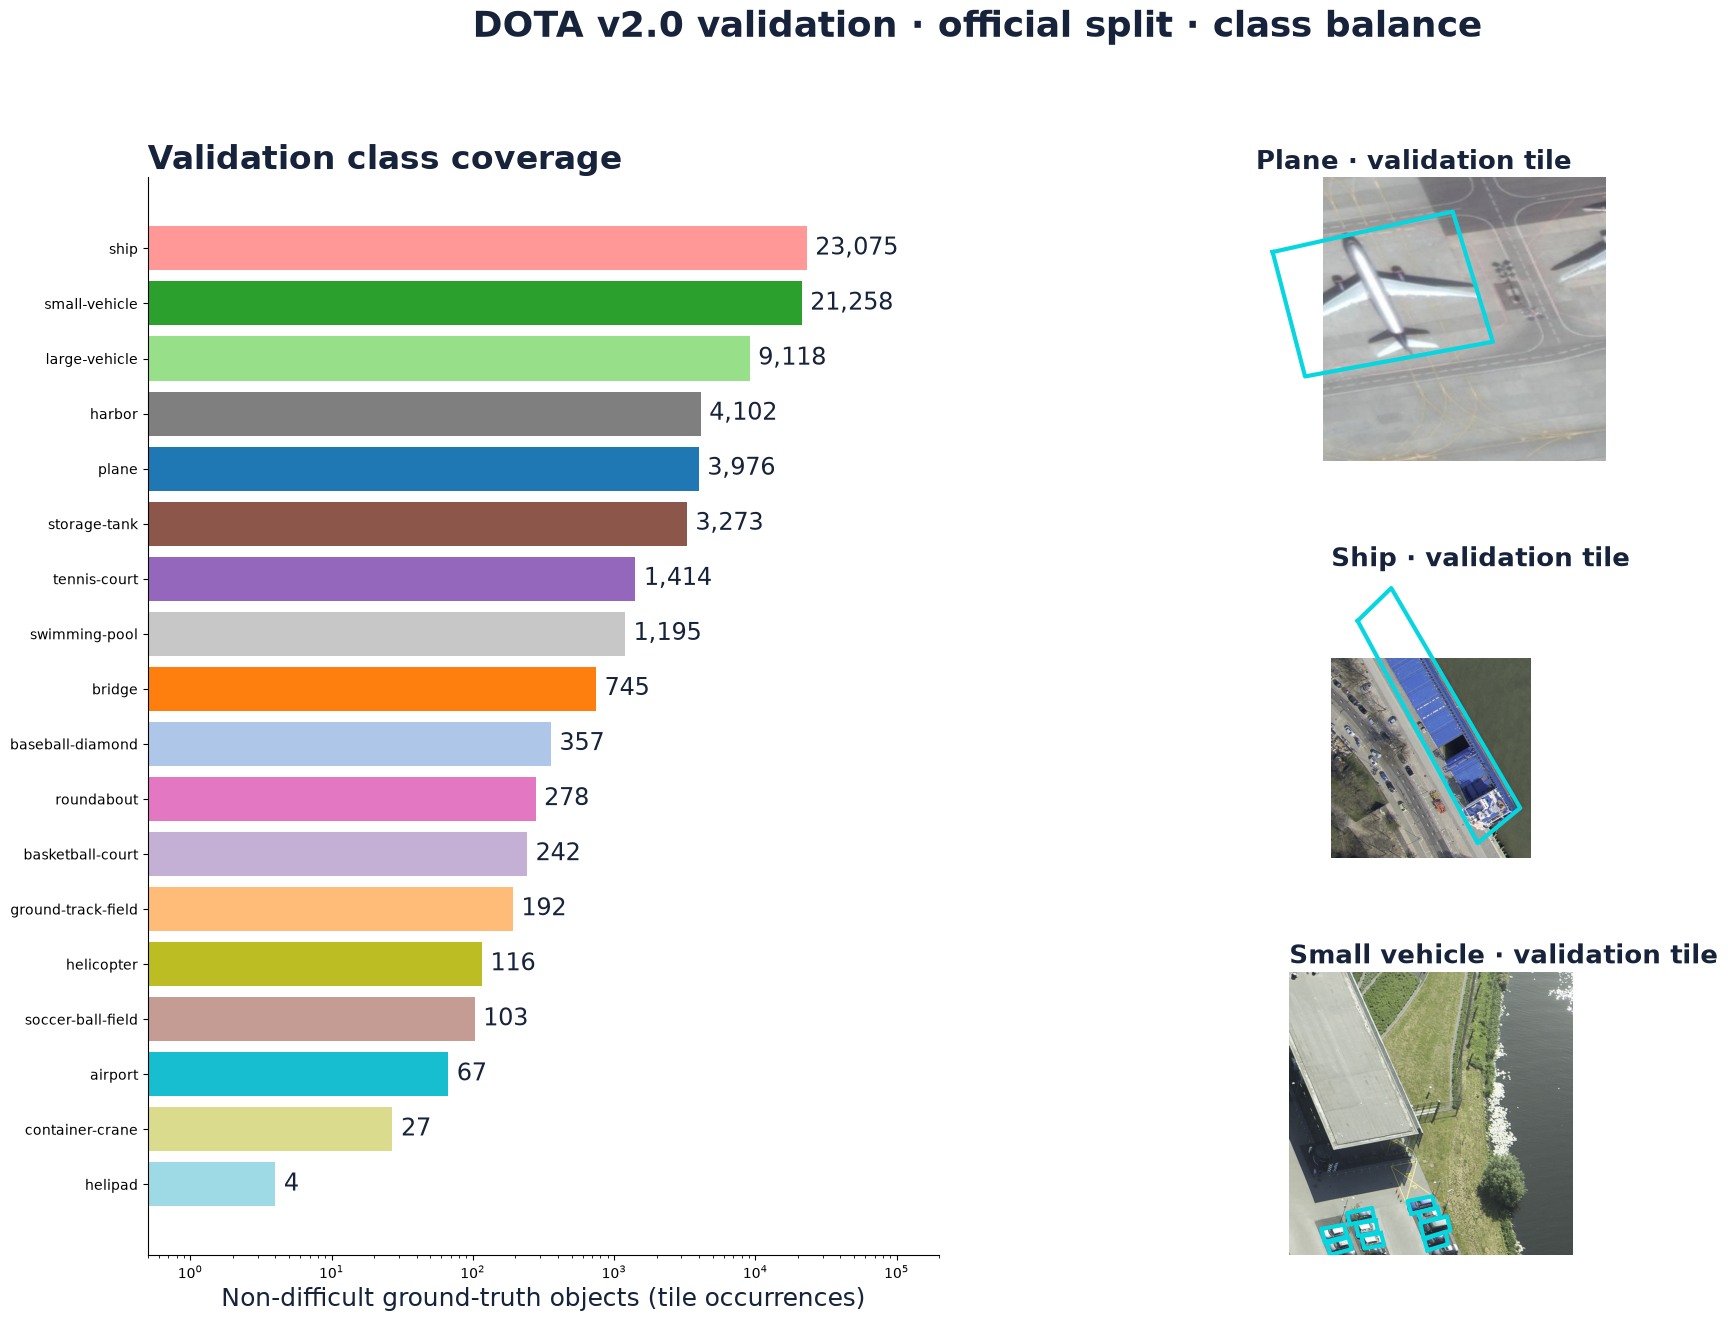 DOTA v2.0 validation · official split · class balance
Validation class coverage
ship 23,075
small-vehicle 21,258
large-vehicle 9,118
harbor 4,102
plane 3,976
storage-tank 3,273
tennis-court 1,414
swimming-pool 1,195
bridge 745
baseball-diamond 357
roundabout 278
basketball-court 242
ground-track-field 192
helicopter 116
soccer-ball-field 103
airport 67
container-crane 27
helipad 4
10⁰ 10¹ 10² 10³ 10⁴ 10⁵
Non-difficult ground-truth objects (tile occurrences)
Plane · validation tile
Ship · validation tile
Small vehicle · validation tile